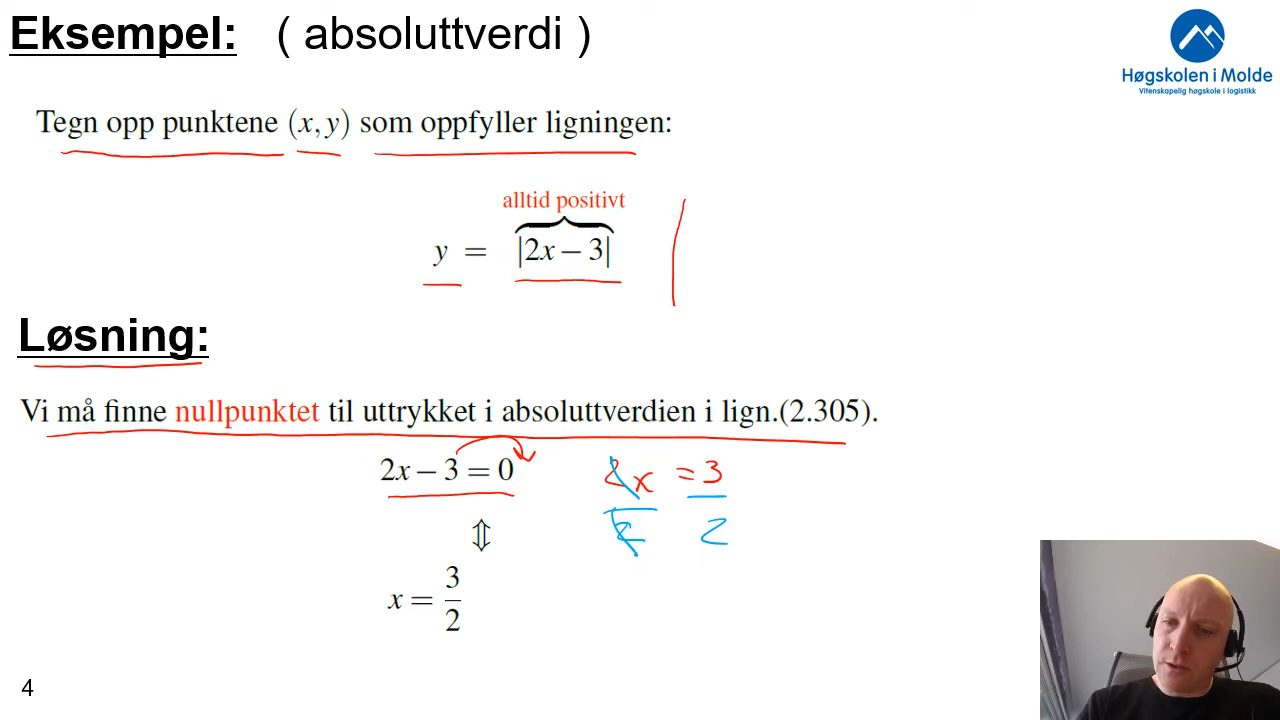 Eksempel: ( absoluttverdi )
Høgskolen i Molde
Vitenskapelig høgskole i logistikk
Tegn opp punktene (x, y) som oppfyller ligningen:
alltid positivt
y = |2x − 3|
Løsning:
Vi må finne nullpunktet til uttrykket i absoluttverdien i lign.(2.305).
2x − 3 = 0
2x = 3
2 2
⇕
x = 3/2
4